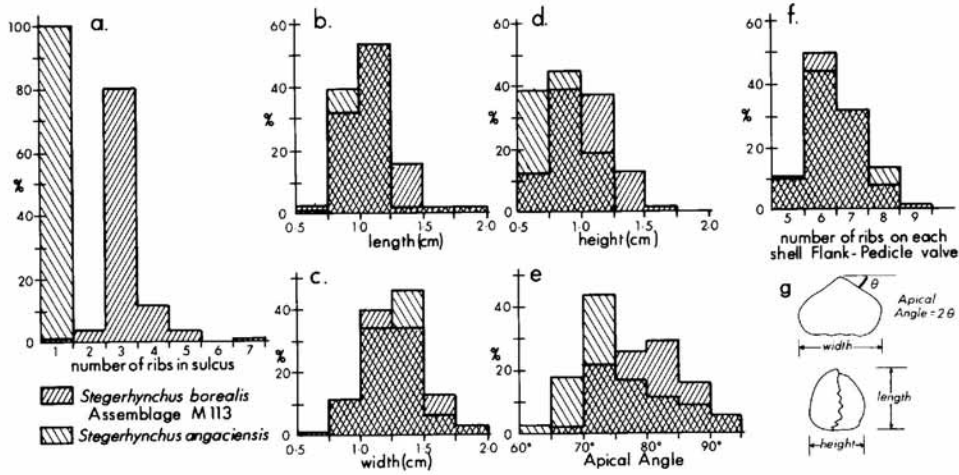 a.
100
80
60
40
20
0
%
1 2 3 4 5 6 7
number of ribs in sulcus
Stegerhynchus borealis
Assemblage M113
Stegerhynchus angaciensis
b.
60
40
20
0
%
0·5 1·0 1·5 2·0
length (cm)
c.
40
20
0
%
0·5 1·0 1·5 2·0
width (cm)
d.
60
40
20
0
%
0·5 1·0 1·5 2·0
height (cm)
e.
40
20
0
%
60° 70° 80° 90°
Apical Angle
f.
60
40
20
0
%
5 6 7 8 9
number of ribs on each
shell Flank-Pedicle valve
g
θ
Apical
Angle = 2θ
width
length
height